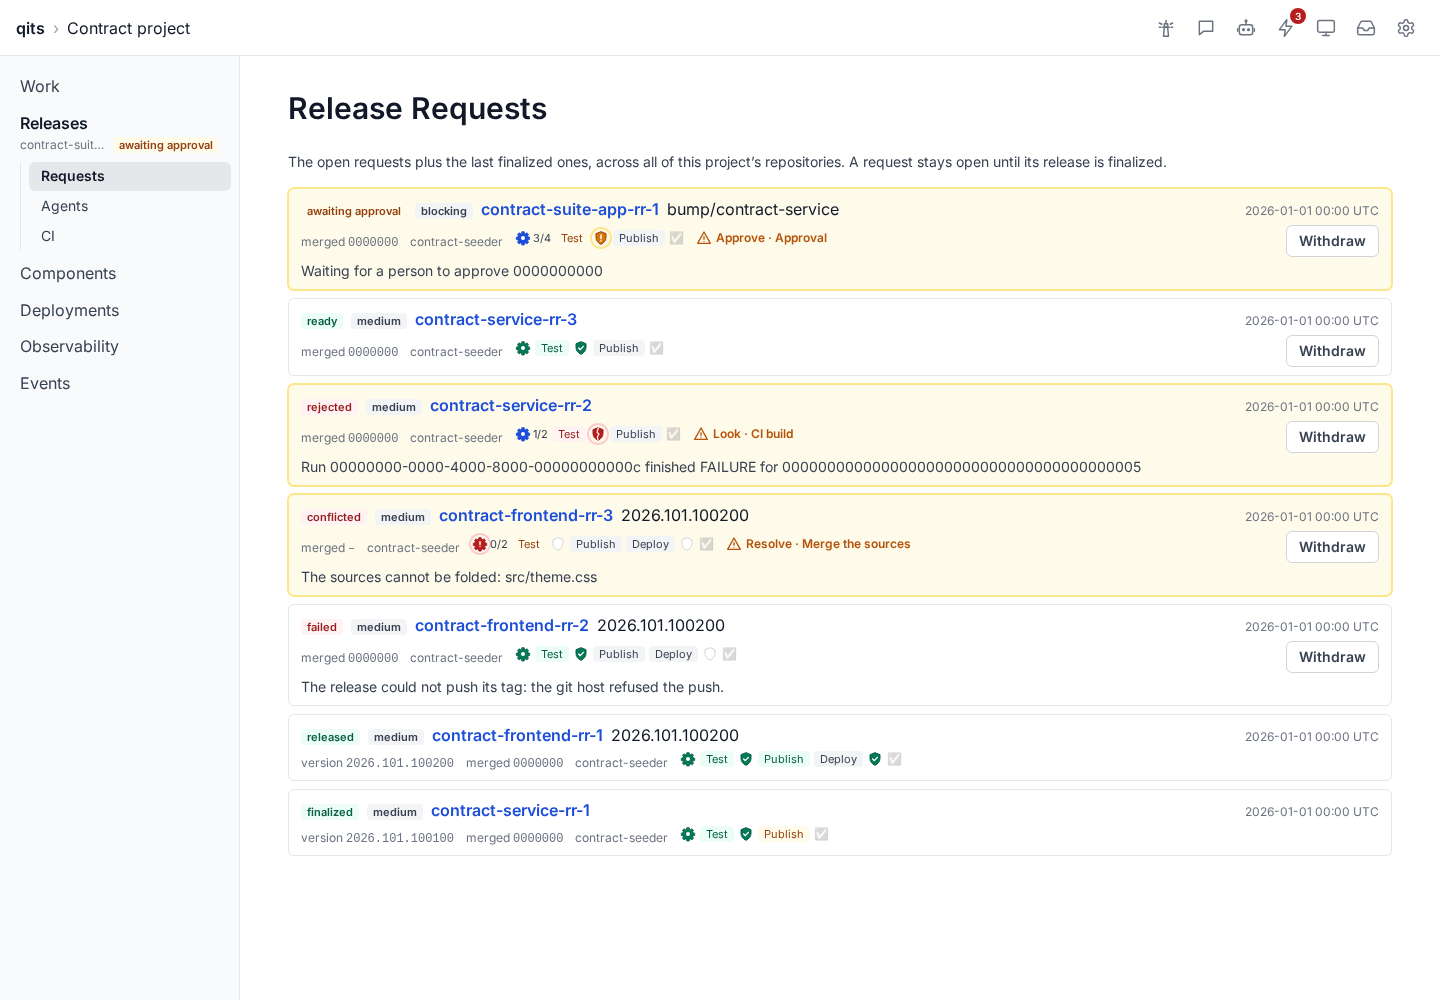 qits › Contract project
3
Work
Releases
contract-suit... awaiting approval
Requests
Agents
CI
Components
Deployments
Observability
Events
Release Requests
The open requests plus the last finalized ones, across all of this project's repositories. A request stays open until its release is finalized.
awaiting approval blocking contract-suite-app-rr-1 bump/contract-service 2026-01-01 00:00 UTC
merged 0000000 contract-seeder 3/4 Test Publish Approve · Approval Withdraw
Waiting for a person to approve 0000000000
ready medium contract-service-rr-3 2026-01-01 00:00 UTC
merged 0000000 contract-seeder Test Publish Withdraw
rejected medium contract-service-rr-2 2026-01-01 00:00 UTC
merged 0000000 contract-seeder 1/2 Test Publish Look · CI build Withdraw
Run 00000000-0000-4000-8000-00000000000c finished FAILURE for 0000000000000000000000000000000000000005
conflicted medium contract-frontend-rr-3 2026.101.100200 2026-01-01 00:00 UTC
merged – contract-seeder 0/2 Test Publish Deploy Resolve · Merge the sources Withdraw
The sources cannot be folded: src/theme.css
failed medium contract-frontend-rr-2 2026.101.100200 2026-01-01 00:00 UTC
merged 0000000 contract-seeder Test Publish Deploy Withdraw
The release could not push its tag: the git host refused the push.
released medium contract-frontend-rr-1 2026.101.100200 2026-01-01 00:00 UTC
version 2026.101.100200 merged 0000000 contract-seeder Test Publish Deploy
finalized medium contract-service-rr-1 2026-01-01 00:00 UTC
version 2026.101.100100 merged 0000000 contract-seeder Test Publish